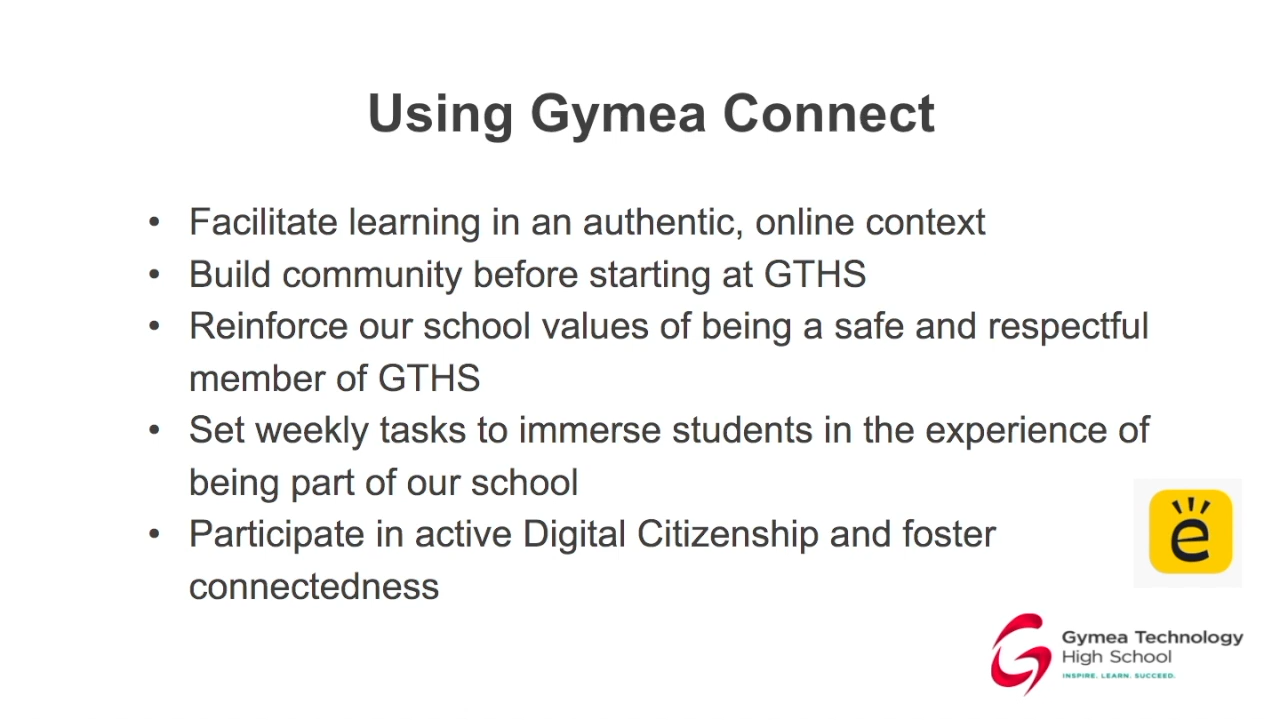 Using Gymea Connect
• Facilitate learning in an authentic, online context
• Build community before starting at GTHS
• Reinforce our school values of being a safe and respectful
member of GTHS
• Set weekly tasks to immerse students in the experience of
being part of our school
• Participate in active Digital Citizenship and foster
connectedness
e
Gymea Technology
High School
INSPIRE. LEARN. SUCCEED.